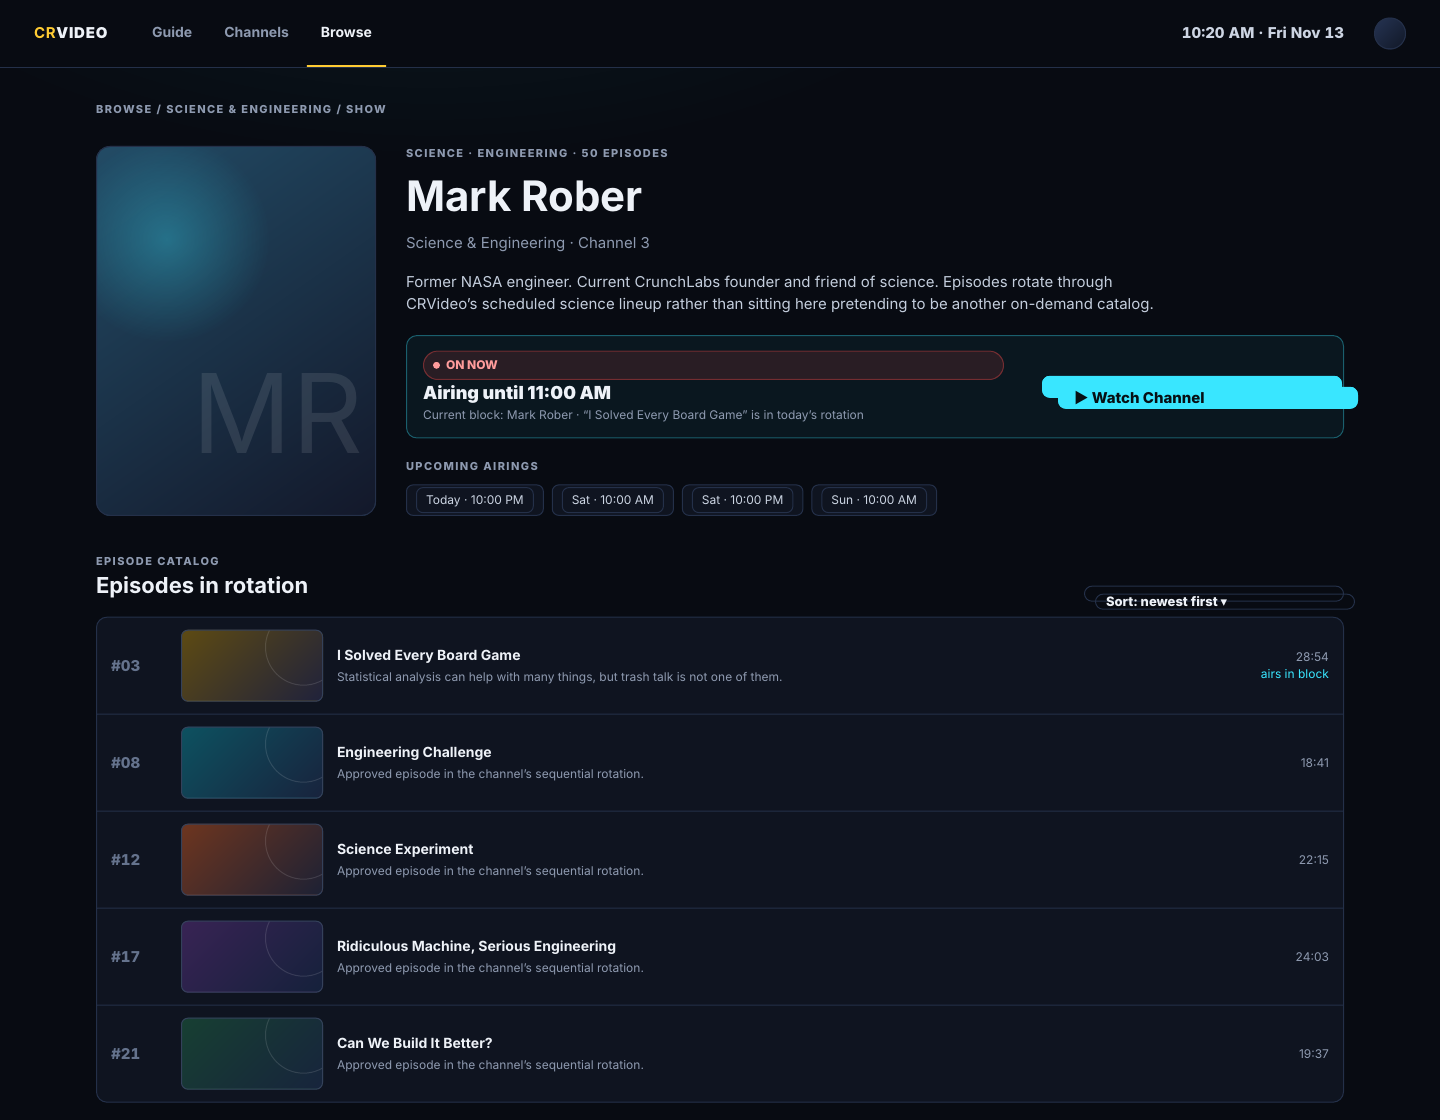 CRVIDEO Guide Channels Browse 10:20 AM · Fri Nov 13
BROWSE / SCIENCE & ENGINEERING / SHOW
MR
SCIENCE · ENGINEERING · 50 EPISODES
Mark Rober
Science & Engineering · Channel 3
Former NASA engineer. Current CrunchLabs founder and friend of science. Episodes rotate through
CRVideo’s scheduled science lineup rather than sitting here pretending to be another on-demand catalog.
ON NOW
Airing until 11:00 AM
Current block: Mark Rober · “I Solved Every Board Game” is in today’s rotation
▶ Watch Channel
UPCOMING AIRINGS
Today · 10:00 PM Sat · 10:00 AM Sat · 10:00 PM Sun · 10:00 AM
EPISODE CATALOG
Episodes in rotation
Sort: newest first ▾
#03
I Solved Every Board Game
Statistical analysis can help with many things, but trash talk is not one of them.
28:54
airs in block
#08
Engineering Challenge
Approved episode in the channel’s sequential rotation.
18:41
#12
Science Experiment
Approved episode in the channel’s sequential rotation.
22:15
#17
Ridiculous Machine, Serious Engineering
Approved episode in the channel’s sequential rotation.
24:03
#21
Can We Build It Better?
Approved episode in the channel’s sequential rotation.
19:37